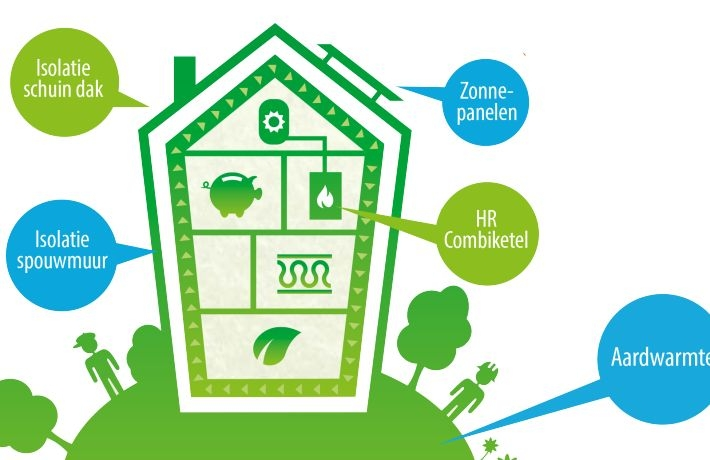 Isolatie
schuin dak
Zonne-
panelen
HR
Combiketel
Isolatie
spouwmuur
Aardwarmte